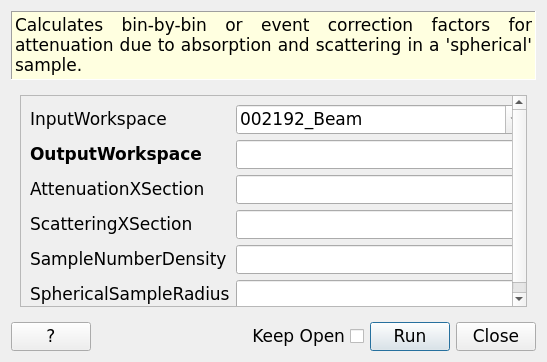 Calculates bin-by-bin or event correction factors for
attenuation due to absorption and scattering in a 'spherical'
sample.
InputWorkspace 002192_Beam
OutputWorkspace
AttenuationXSection
ScatteringXSection
SampleNumberDensity
SphericalSampleRadius
? Keep Open Run Close